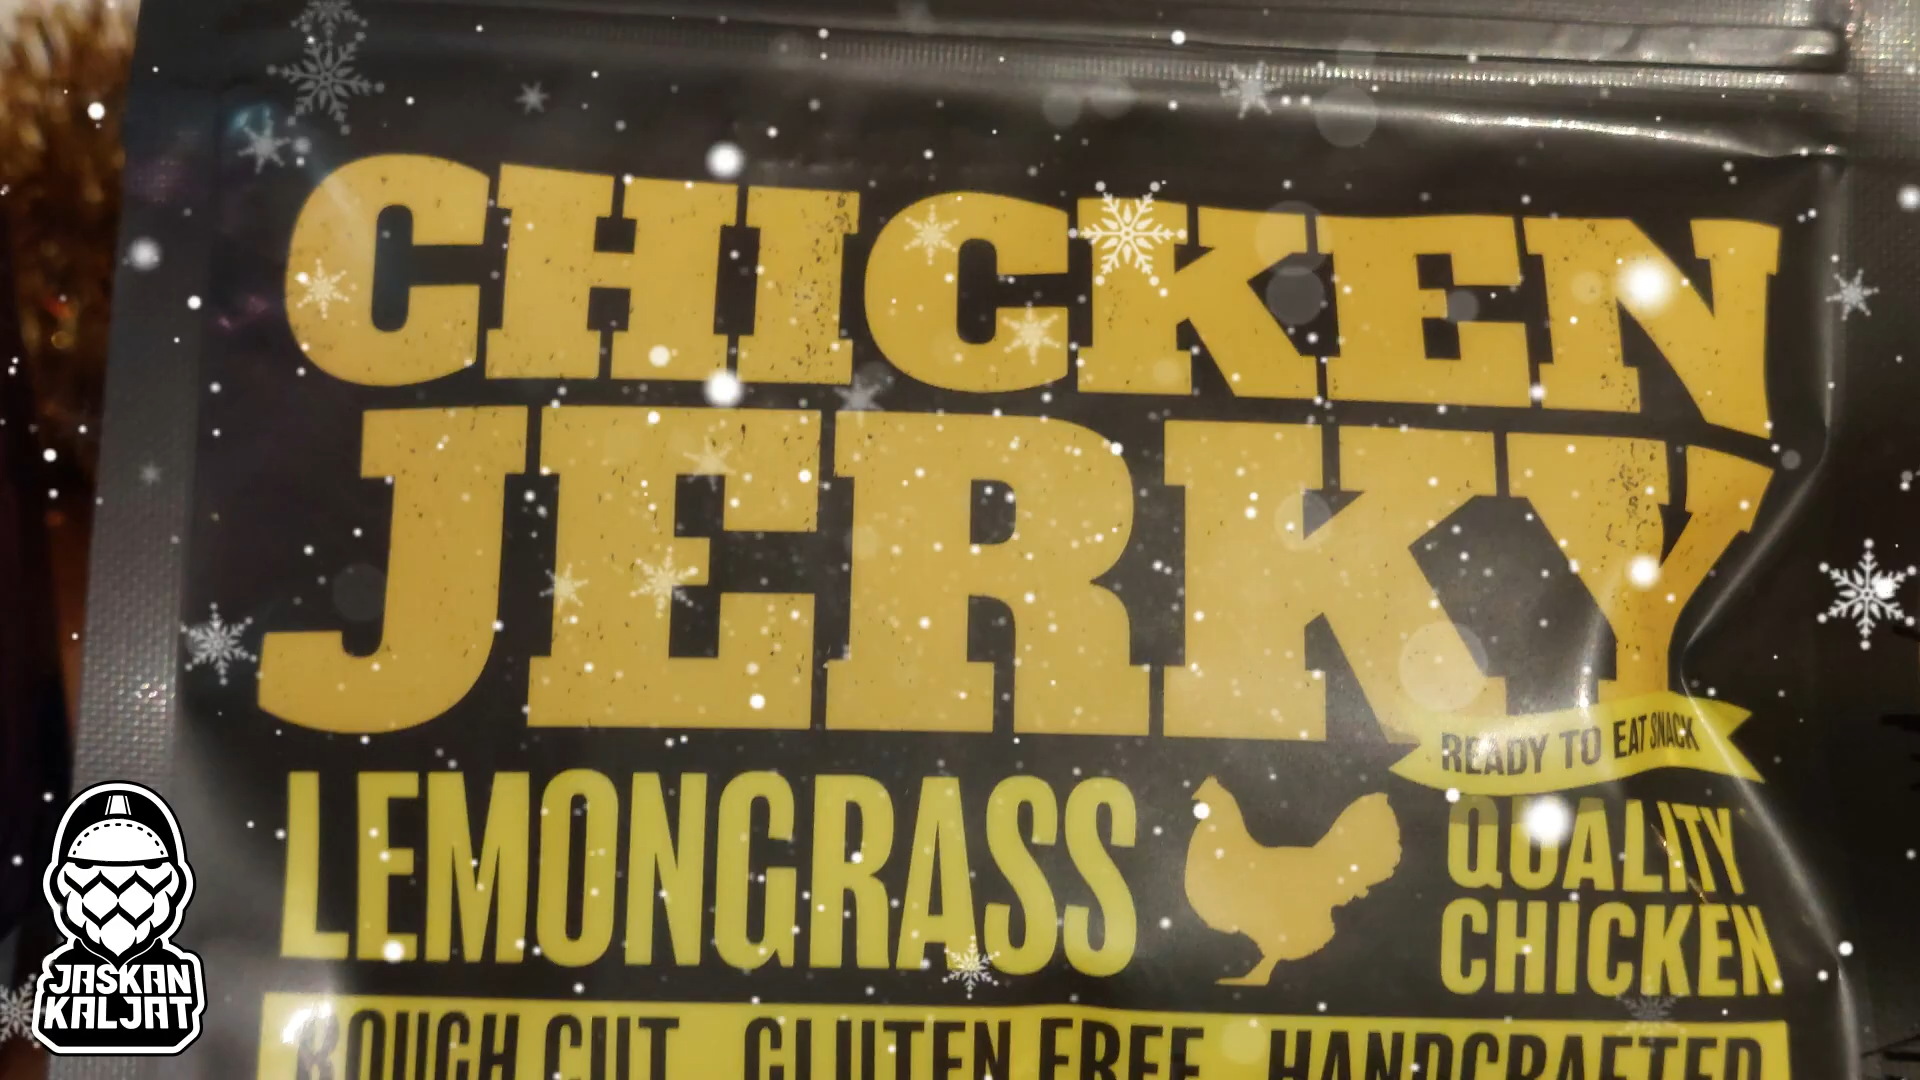 CHICKEN
JERKY
READY TO EAT SNACK
LEMONGRASS
QUALITY
CHICKEN
ROUGH CUT GLUTEN FREE HANDCRAFTED
JASKAN
KALJAT